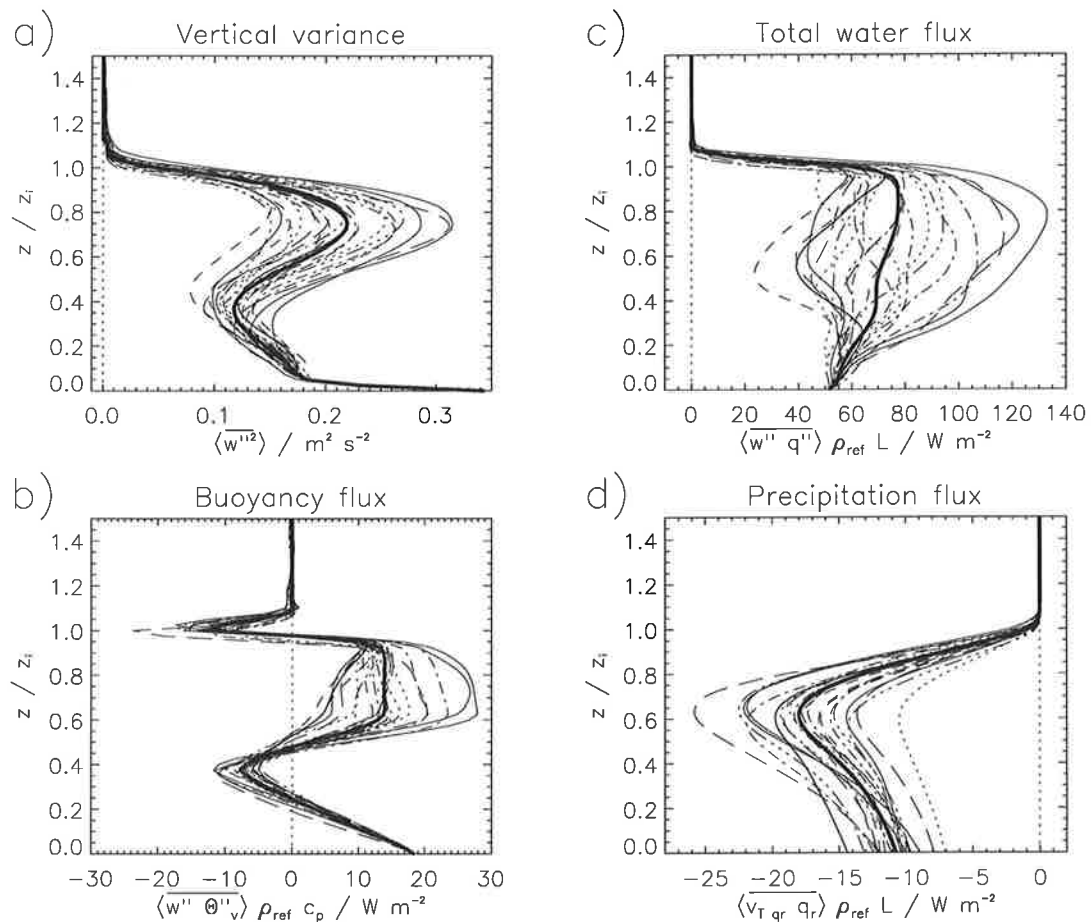 a)
Vertical variance
z / z_i
1.4
1.2
1.0
0.8
0.6
0.4
0.2
0.0
0.0 0.1 0.2 0.3
⟨w''²⟩ / m² s⁻²
c)
Total water flux
z / z_i
1.4
1.2
1.0
0.8
0.6
0.4
0.2
0.0
0 20 40 60 80 100 120 140
⟨w'' q''⟩ ρ_ref L / W m⁻²
b)
Buoyancy flux
z / z_i
1.4
1.2
1.0
0.8
0.6
0.4
0.2
0.0
−30 −20 −10 0 10 20 30
⟨w'' Θ''_v⟩ ρ_ref c_p / W m⁻²
d)
Precipitation flux
z / z_i
1.4
1.2
1.0
0.8
0.6
0.4
0.2
0.0
−25 −20 −15 −10 −5 0
⟨v_T qr q_r⟩ ρ_ref L / W m⁻²